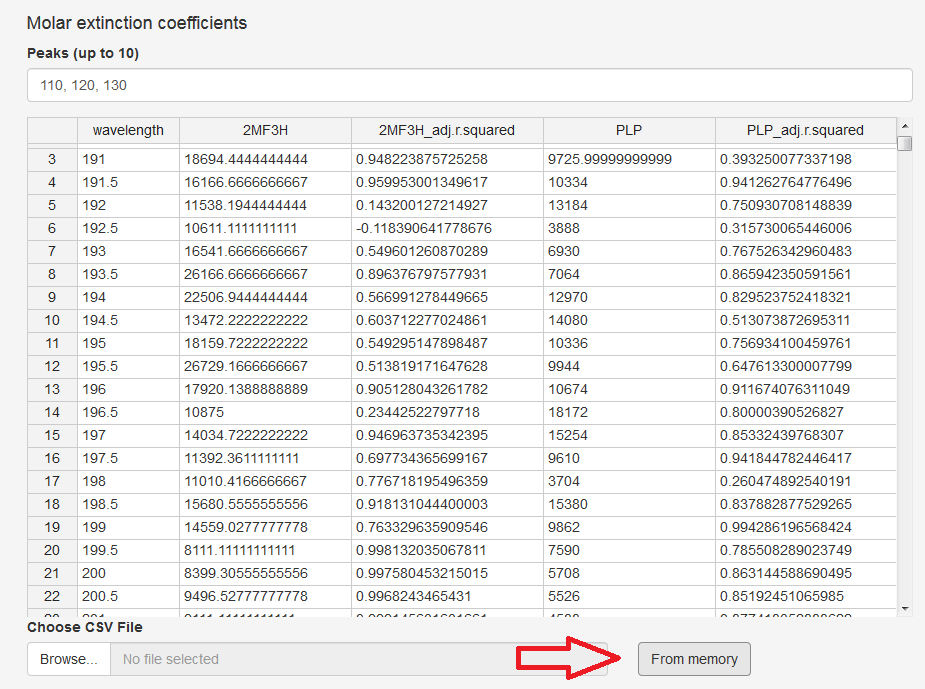 Molar extinction coefficients
Peaks (up to 10)
110, 120, 130
wavelength 2MF3H 2MF3H_adj.r.squared PLP PLP_adj.r.squared
3 191 18694.4444444444 0.948223875725258 9725.99999999999 0.393250077337198
4 191.5 16166.6666666667 0.959953001349617 10334 0.941262764776496
5 192 11538.1944444444 0.143200127214927 13184 0.750930708148839
6 192.5 10611.1111111111 -0.118390641778676 3888 0.315730065446006
7 193 16541.6666666667 0.549601260870289 6930 0.767526342960483
8 193.5 26166.6666666667 0.896376797577931 7064 0.865942350591561
9 194 22506.9444444444 0.566991278449665 12970 0.829523752418321
10 194.5 13472.2222222222 0.603712277024861 14080 0.513073872695311
11 195 18159.7222222222 0.549295147898487 10336 0.756934100459761
12 195.5 26729.1666666667 0.513819171647628 9944 0.647613300007799
13 196 17920.1388888889 0.905128043261782 10674 0.911674076311049
14 196.5 10875 0.23442522797718 18172 0.80000390526827
15 197 14034.7222222222 0.946963735342395 15254 0.85332439768307
16 197.5 11392.3611111111 0.697734365699167 9610 0.941844782446417
17 198 11010.4166666667 0.776718195496359 3704 0.260474892540191
18 198.5 15680.5555555556 0.918131044400003 15380 0.837882877529265
19 199 14559.0277777778 0.763329635909546 9862 0.994286196568424
20 199.5 8111.11111111111 0.998132035067811 7590 0.785508289023749
21 200 8399.30555555556 0.997580453215015 5708 0.863144588690495
22 200.5 9496.52777777778 0.9968243465431 5526 0.85192451065985
Choose CSV File
Browse... No file selected From memory